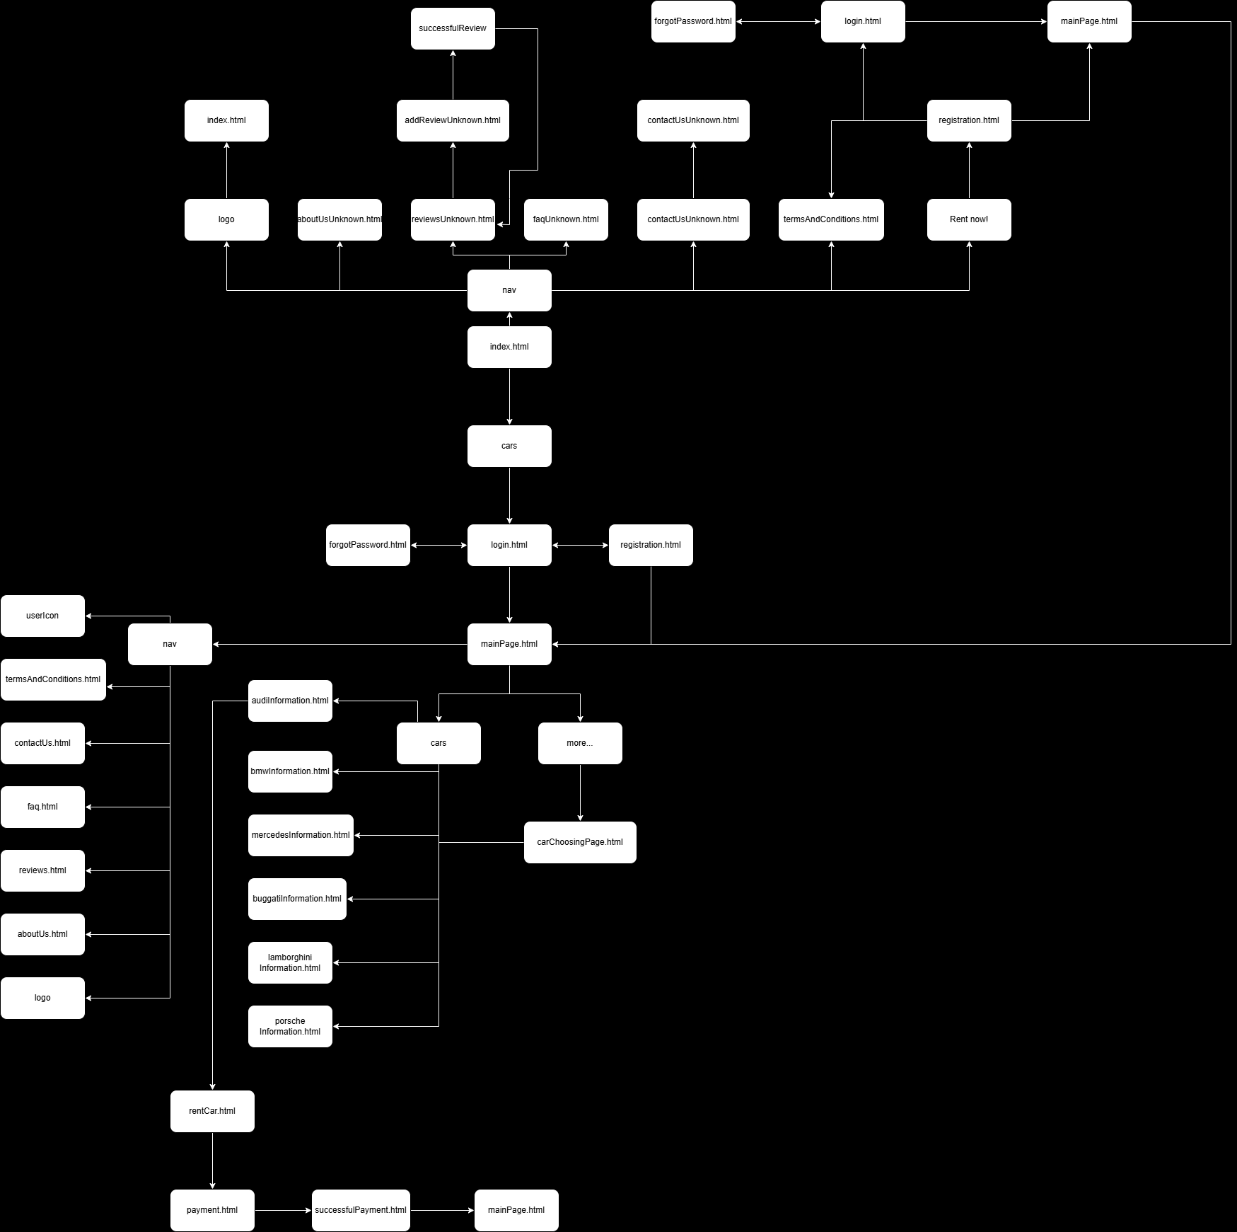 successfulReview
forgotPassword.html
login.html
mainPage.html
index.html
addReviewUnknown.html
contactUsUnknown.html
registration.html
logo
aboutUsUnknown.html
reviewsUnknown.html
faqUnknown.html
contactUsUnknown.html
termsAndConditions.html
Rent now!
nav
index.html
cars
forgotPassword.html
login.html
registration.html
userIcon
nav
mainPage.html
termsAndConditions.html
audiInformation.html
contactUs.html
cars
more...
bmwInformation.html
faq.html
mercedesInformation.html
carChoosingPage.html
reviews.html
buggatiInformation.html
aboutUs.html
lamborghini
Information.html
logo
porsche
Information.html
rentCar.html
payment.html
successfulPayment.html
mainPage.html